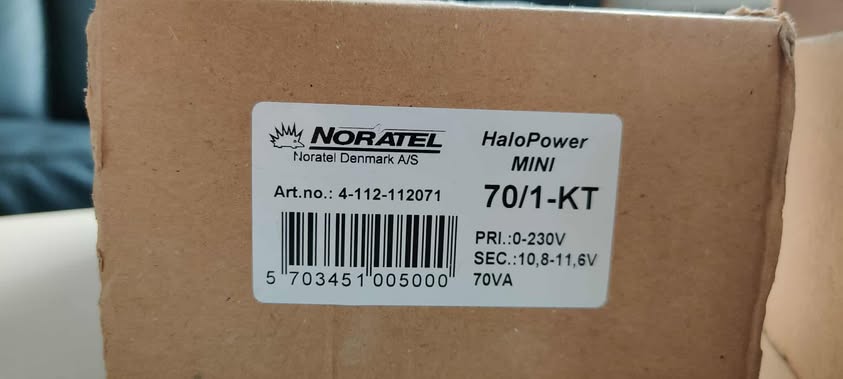 NORATEL
Noratel Denmark A/S
HaloPower
MINI
Art.no.: 4-112-112071
70/1-KT
PRI.:0-230V
SEC.:10,8-11,6V
70VA
5 703451 005000